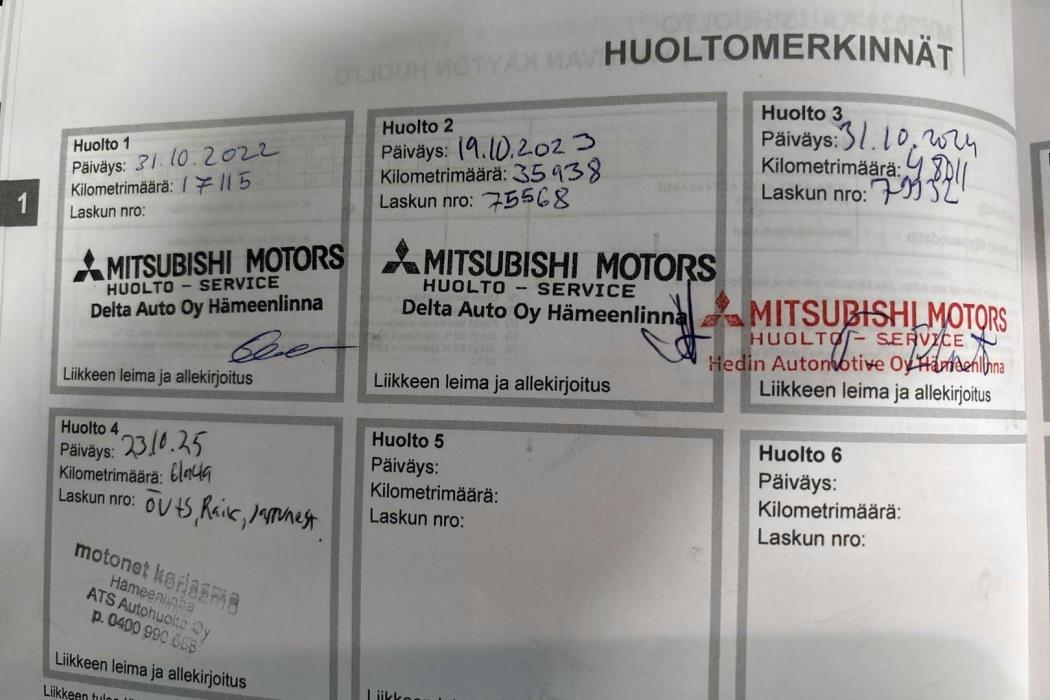 HUOLTOMERKINNÄT
1
Huolto 1
Päiväys: 31.10.2022
Kilometrimäärä: 17115
Laskun nro:
MITSUBISHI MOTORS
HUOLTO - SERVICE
Delta Auto Oy Hämeenlinna
Liikkeen leima ja allekirjoitus
Huolto 2
Päiväys: 19.10.2023
Kilometrimäärä: 35938
Laskun nro: 75568
MITSUBISHI MOTORS
HUOLTO - SERVICE
Delta Auto Oy Hämeenlinna
Liikkeen leima ja allekirjoitus
Huolto 3
Päiväys: 31.10.2024
Kilometrimäärä: 48011
Laskun nro: 79932
MITSUBISHI MOTORS
HUOLTO - SERVICE
Hedin Automotive Oy Hämeenlinna
Liikkeen leima ja allekirjoitus
Huolto 4
Päiväys: 23.10.25
Kilometrimäärä:
Laskun nro:
motonet korjaamo
Hämeenlinna
ATS Autohuolto Oy
p. 0400 990 668
Liikkeen leima ja allekirjoitus
Huolto 5
Päiväys:
Kilometrimäärä:
Laskun nro:
Huolto 6
Päiväys:
Kilometrimäärä:
Laskun nro: